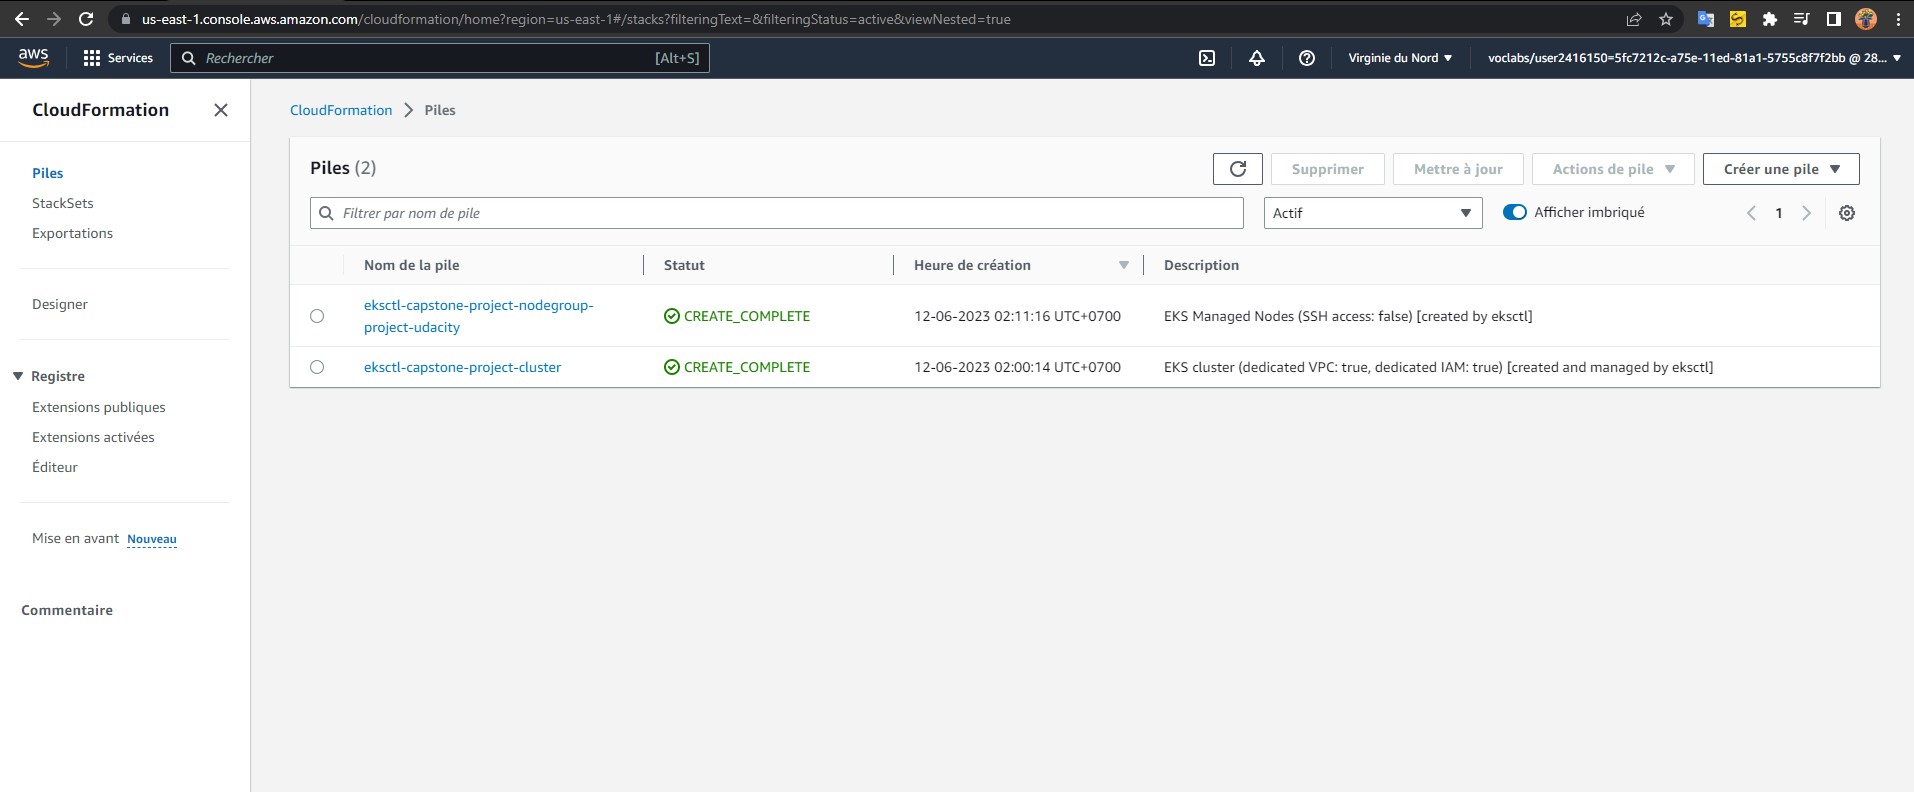 us-east-1.console.aws.amazon.com/cloudformation/home?region=us-east-1#/stacks?filteringText=&filteringStatus=active&viewNested=true
aws
Services
Rechercher
[Alt+S]
Virginie du Nord
voclabs/user2416150=5fc7212c-a75e-11ed-81a1-5755c8f7f2bb @ 28...
CloudFormation
Piles
StackSets
Exportations
Designer
Registre
Extensions publiques
Extensions activées
Éditeur
Mise en avant Nouveau
Commentaire
CloudFormation > Piles
Piles (2)
Supprimer
Mettre à jour
Actions de pile
Créer une pile
Filtrer par nom de pile
Actif
Afficher imbriqué
1
Nom de la pile Statut Heure de création Description
eksctl-capstone-project-nodegroup-
project-udacity
CREATE_COMPLETE
12-06-2023 02:11:16 UTC+0700
EKS Managed Nodes (SSH access: false) [created by eksctl]
eksctl-capstone-project-cluster
CREATE_COMPLETE
12-06-2023 02:00:14 UTC+0700
EKS cluster (dedicated VPC: true, dedicated IAM: true) [created and managed by eksctl]